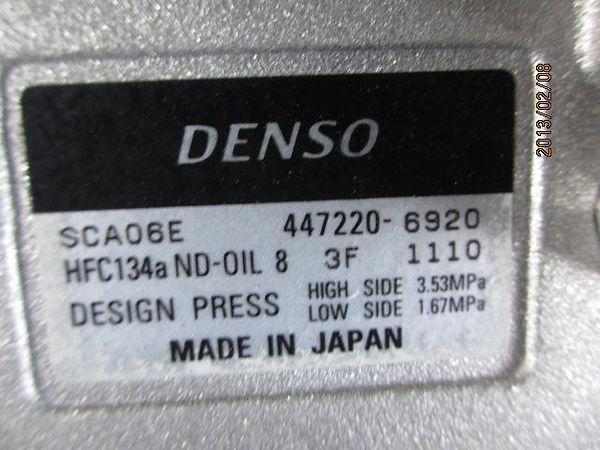 DENSO
SCA06E 447220-6920
HFC134a ND-OIL 8 3F 1110
DESIGN PRESS HIGH SIDE 3.53MPa
LOW SIDE 1.67MPa
MADE IN JAPAN
2013/02/08